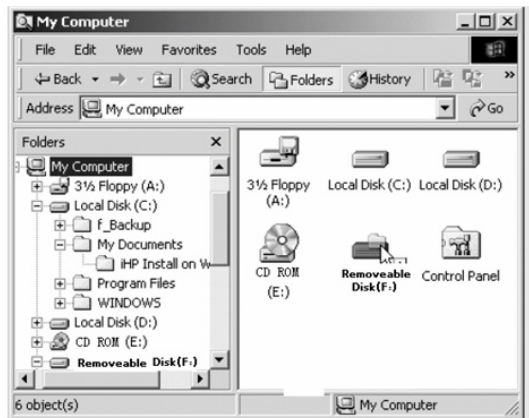 My Computer
File Edit View Favorites Tools Help
Back Search Folders History »
Address My Computer Go
Folders x
My Computer
3½ Floppy (A:)
Local Disk (C:)
f_Backup
My Documents
iHP Install on W
Program Files
WINDOWS
Local Disk (D:)
CD ROM (E:)
Removeable Disk(F:)
3½ Floppy
(A:)
Local Disk (C:)
Local Disk (D:)
CD ROM
(E:)
Removeable
Disk(F:)
Control Panel
6 object(s)
My Computer